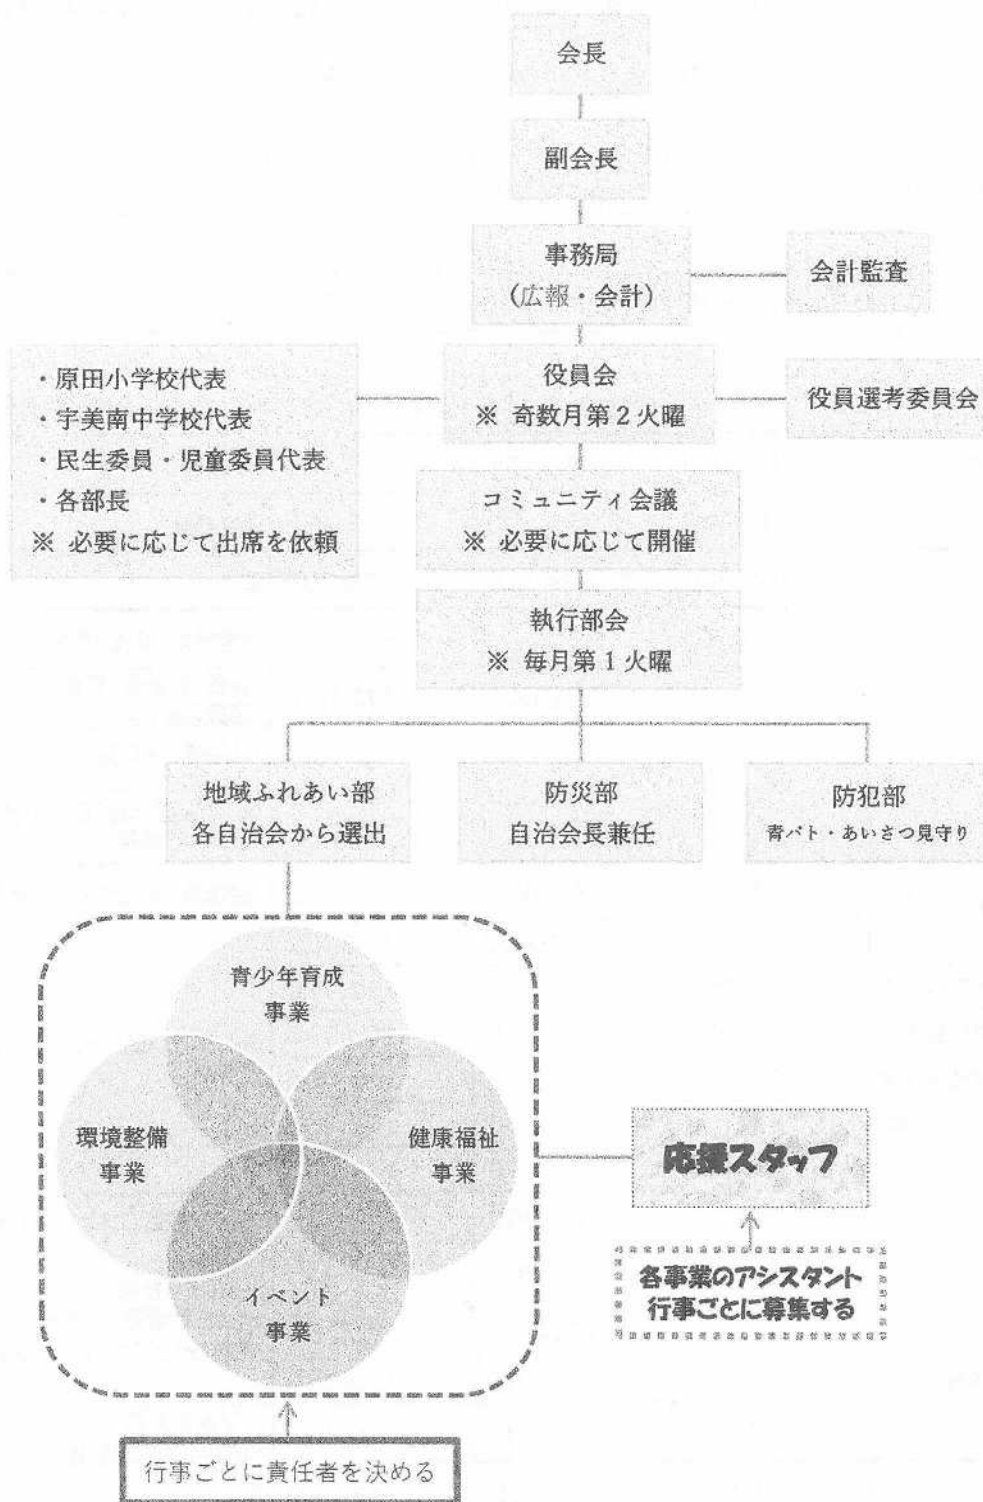 会長
副会長
事務局
（広報・会計）
会計監査
・原田小学校代表
・宇美南中学校代表
・民生委員・児童委員代表
・各部長
※ 必要に応じて出席を依頼
役員会
※ 奇数月第２火曜
役員選考委員会
コミュニティ会議
※ 必要に応じて開催
執行部会
※ 毎月第１火曜
地域ふれあい部
各自治会から選出
防災部
自治会長兼任
防犯部
青パト・あいさつ見守り
青少年育成
事業
環境整備
事業
健康福祉
事業
イベント
事業
応援スタッフ
各事業のアシスタント
行事ごとに募集する
行事ごとに責任者を決める